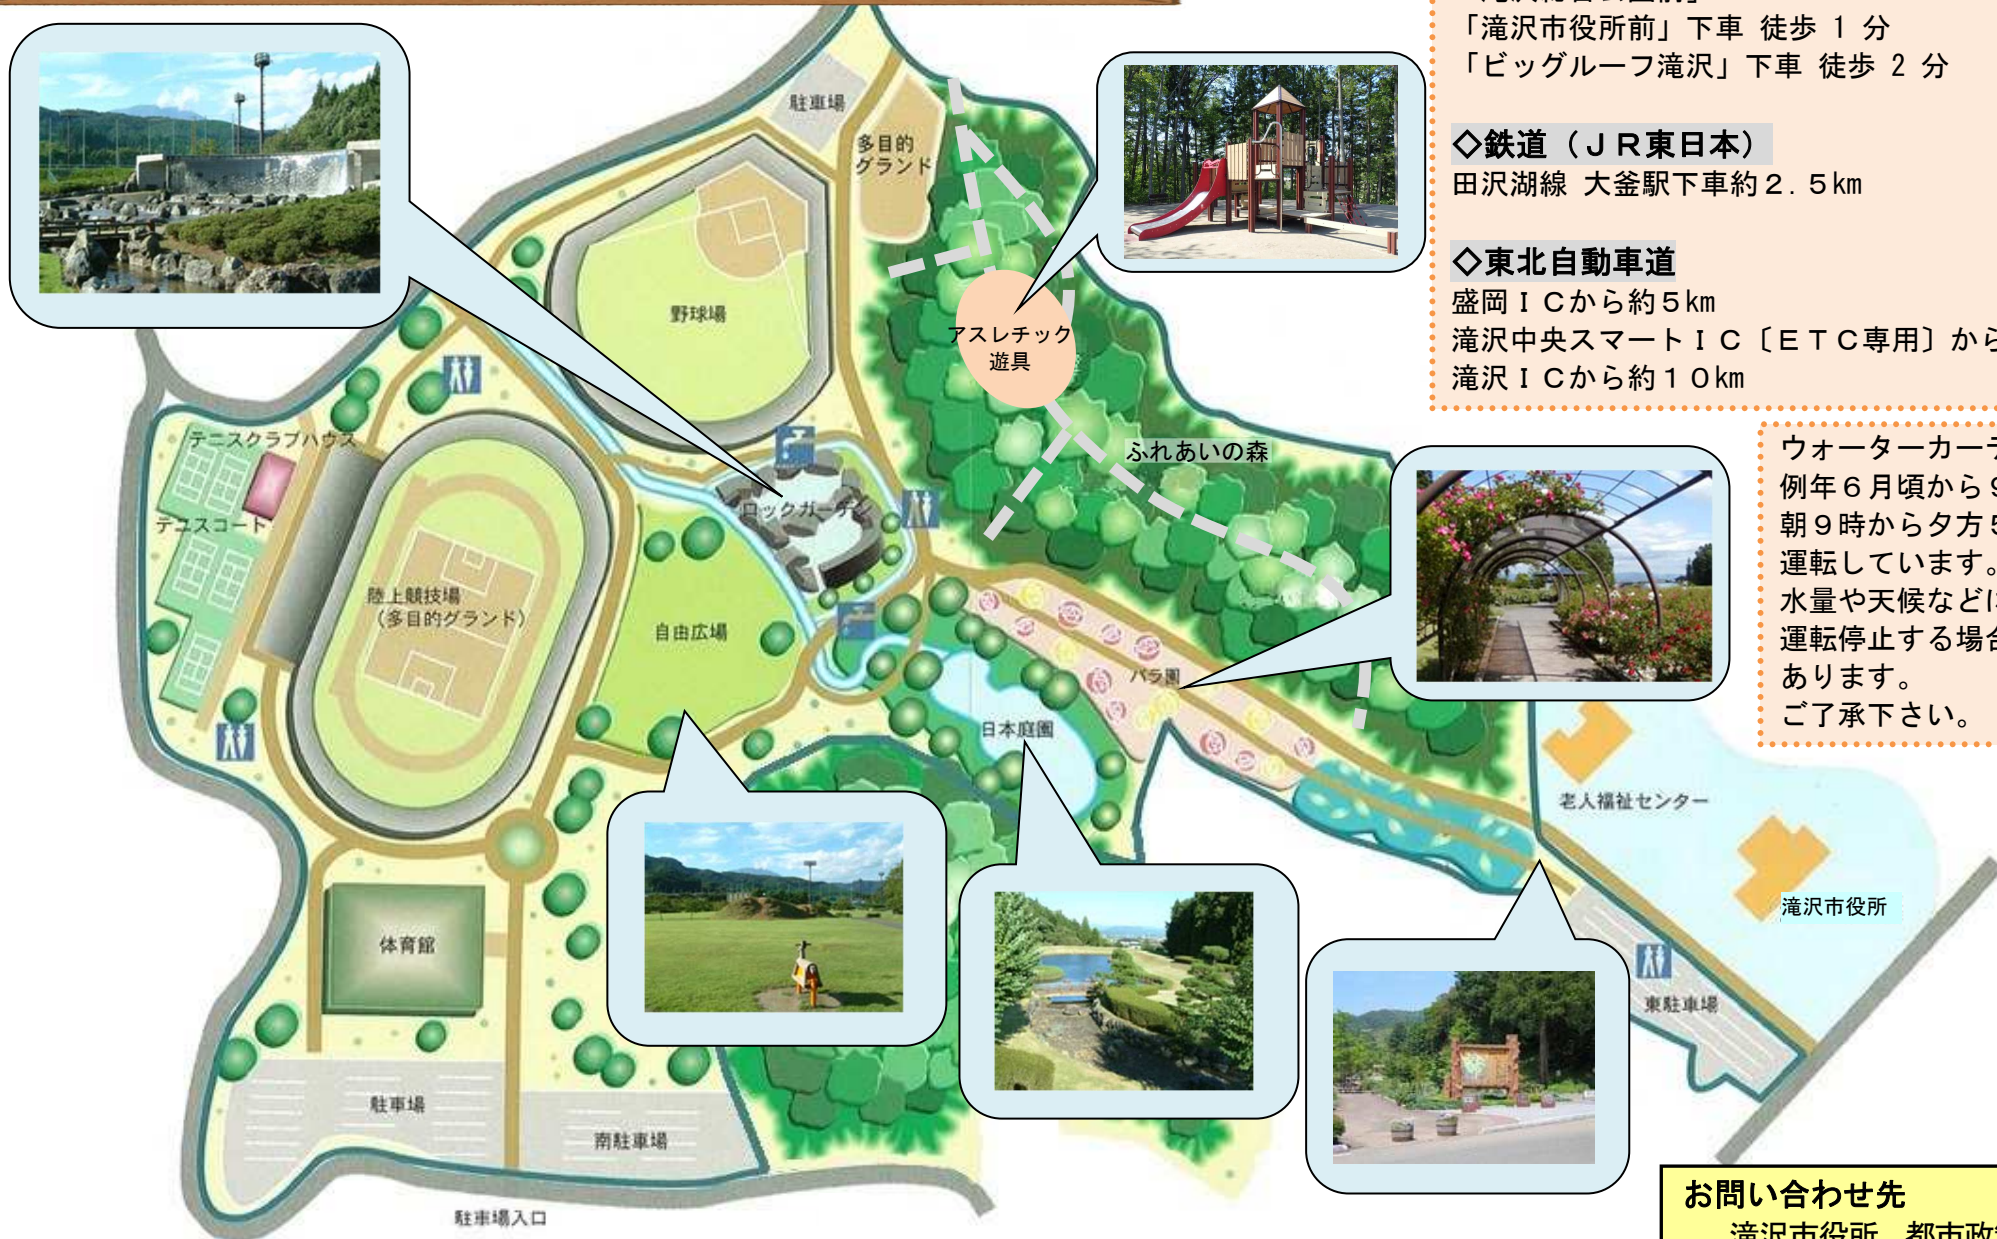 「滝沢市役所前」下車 徒歩 1 分
「ビッグルーフ滝沢」下車 徒歩 2 分
◇鉄道（ＪＲ東日本）
田沢湖線 大釜駅下車約２.５㎞
◇東北自動車道
盛岡ＩＣから約５㎞
滝沢中央スマートＩＣ〔ＥＴＣ専用〕から
滝沢ＩＣから約１０㎞
ウォーターカーテ
例年６月頃から９
朝９時から夕方５
運転しています。
水量や天候などに
運転停止する場合
あります。
ご了承下さい。
駐車場
多目的
グランド
野球場
アスレチック
遊具
ふれあいの森
テニスクラブハウス
テニスコート
ロックガーデン
陸上競技場
（多目的グランド）
自由広場
バラ園
日本庭園
老人福祉センター
滝沢市役所
体育館
東駐車場
駐車場
南駐車場
駐車場入口
お問い合わせ先
滝沢市役所 都市政